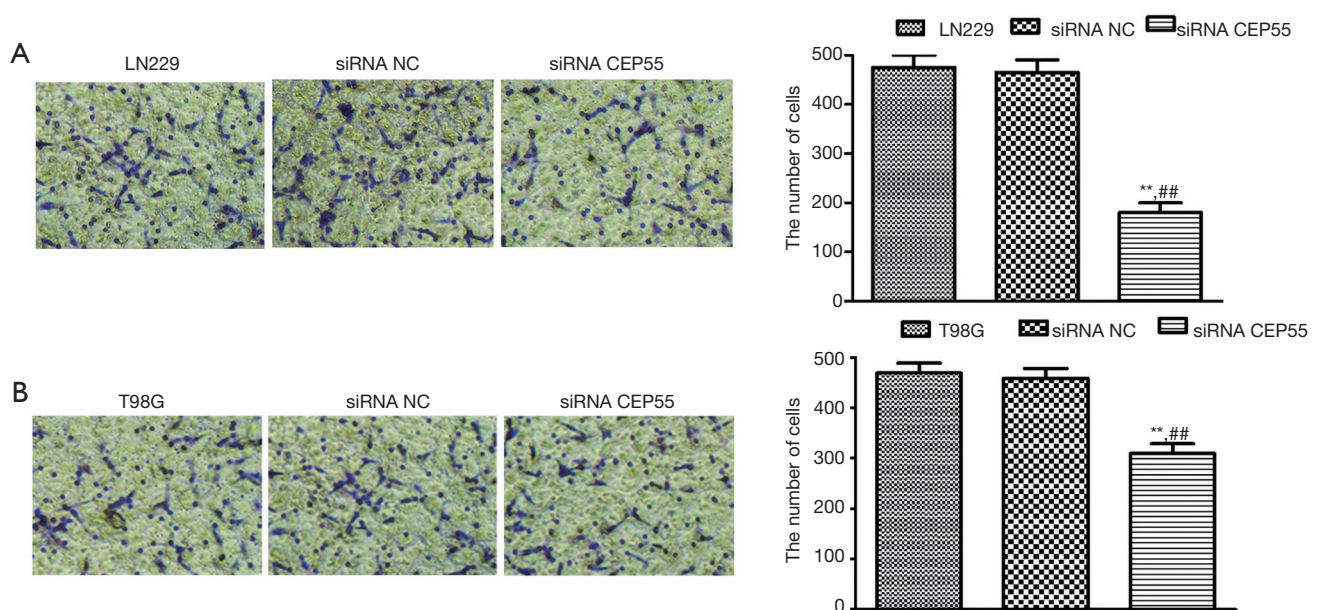 A
LN229
siRNA NC
siRNA CEP55
LN229
siRNA NC
siRNA CEP55
The number of cells
500
400
300
200
100
0
**,##
B
T98G
siRNA NC
siRNA CEP55
T98G
siRNA NC
siRNA CEP55
The number of cells
500
400
300
200
100
0
**,##